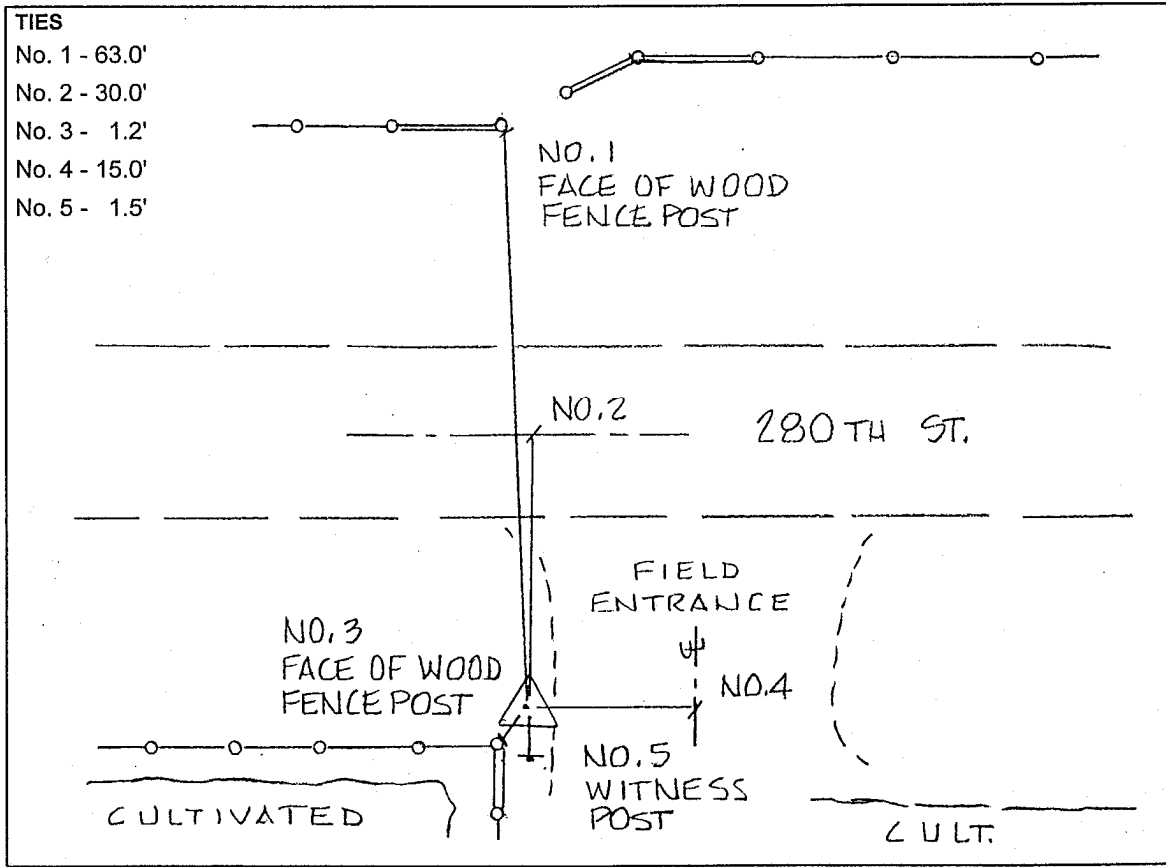 TIES
No. 1 - 63.0'
No. 2 - 30.0'
No. 3 - 1.2'
No. 4 - 15.0'
No. 5 - 1.5'
NO. 1
FACE OF WOOD
FENCE POST
NO. 2
280TH ST.
FIELD
ENTRANCE
NO. 3
FACE OF WOOD
FENCE POST
NO. 4
NO. 5
WITNESS
POST
CULTIVATED
CULT.